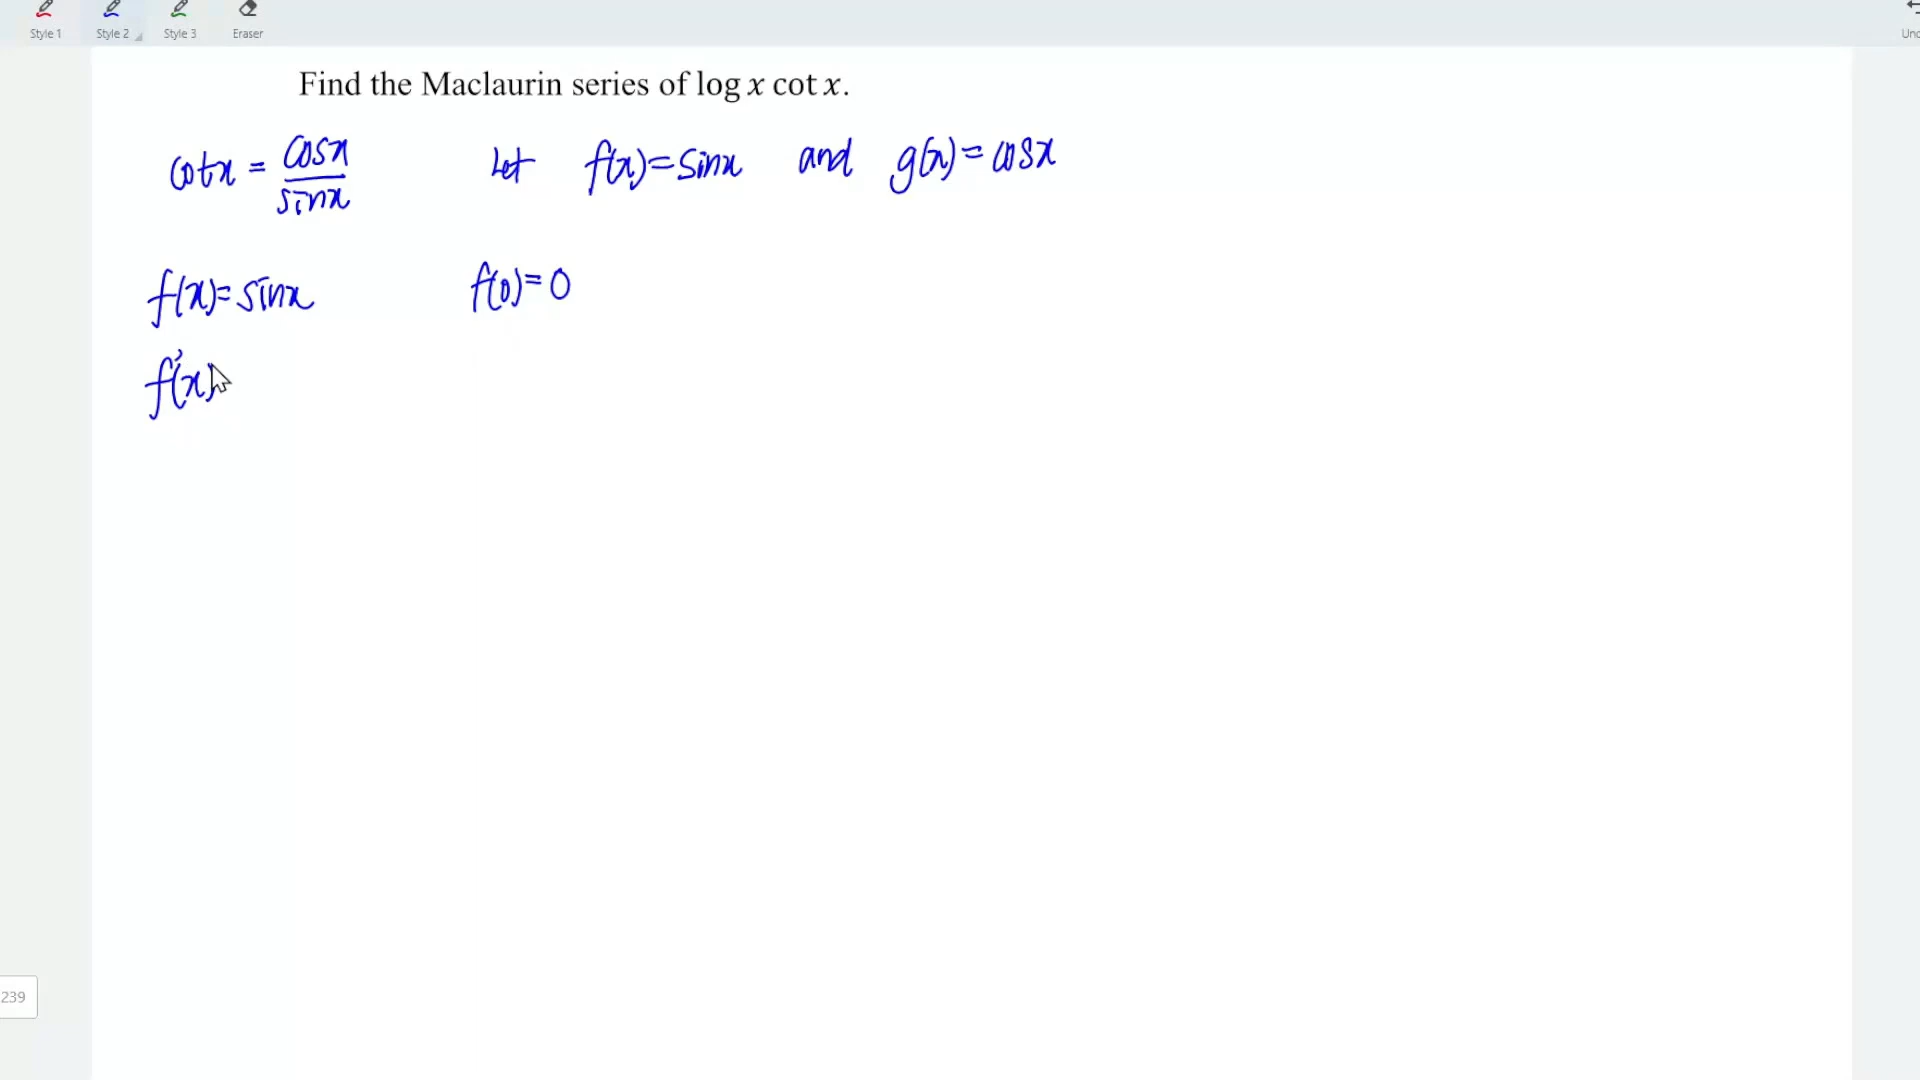 Style 1 Style 2 Style 3 Eraser
Find the Maclaurin series of log x cot x.
cotx = cosx/sinx Let f(x)=sinx and g(x)=cosx
f(x)=sinx f(0)=0
f'(x)
239